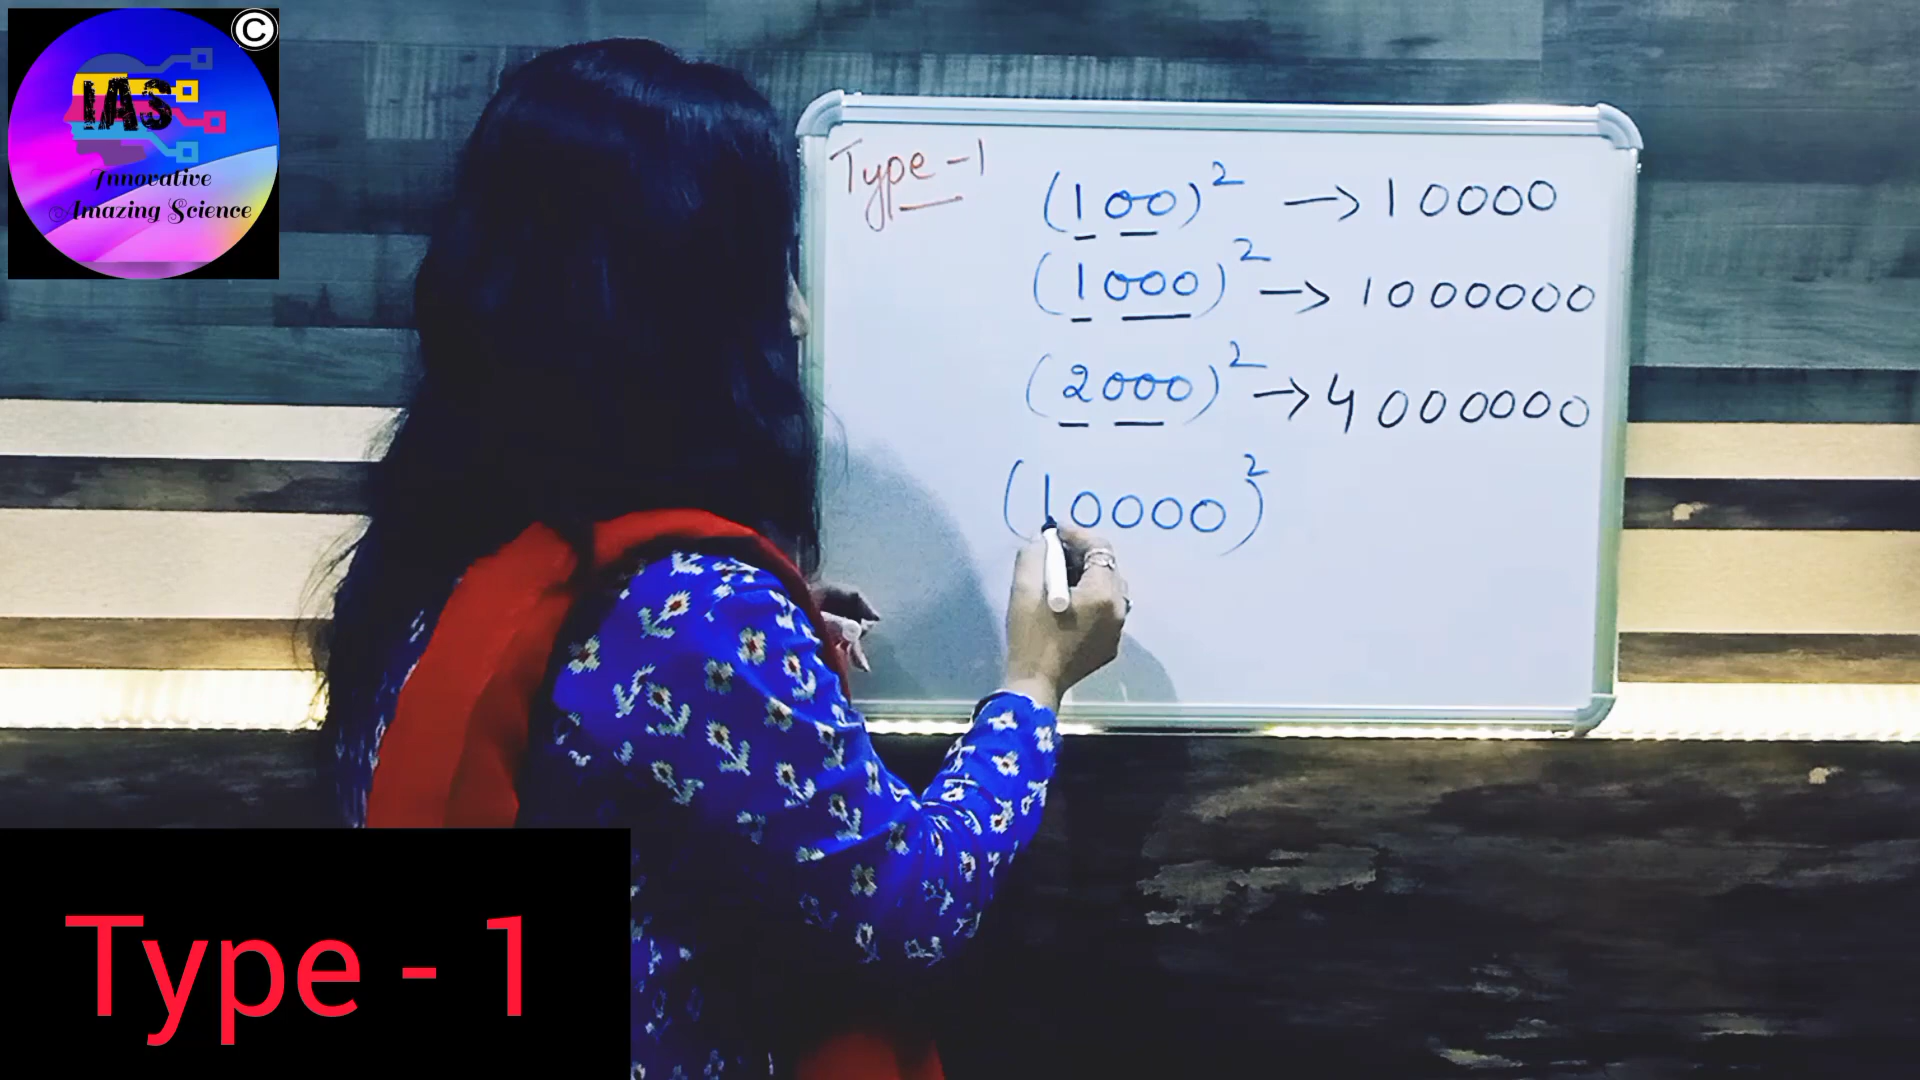 ©
IAS
Innovative
Amazing Science
Type-1
(100)² → 10000
(1000)² → 1000000
(2000)² → 4000000
(10000)²
Type - 1